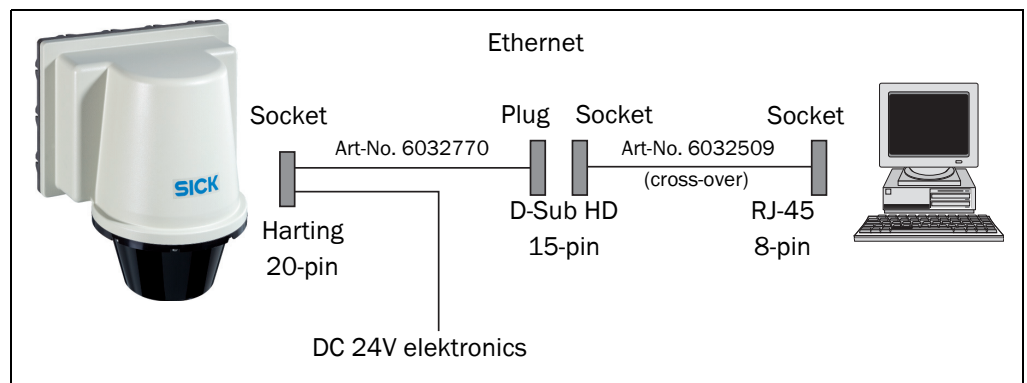 Ethernet
Socket
Plug
Socket
Socket
Art-No. 6032770
Art-No. 6032509
(cross-over)
SICK
D-Sub HD
RJ-45
Harting
15-pin
8-pin
20-pin
DC 24V elektronics